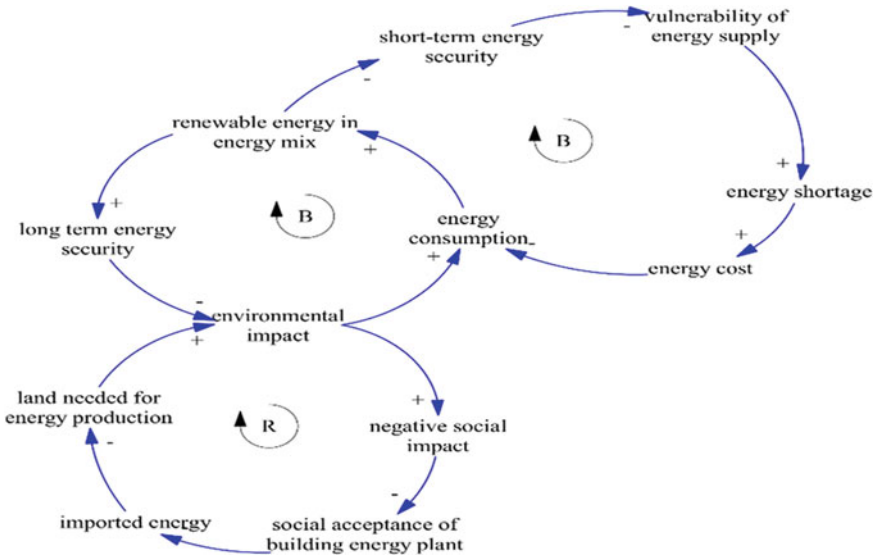 short-term energy
security
-
-
vulnerability of
energy supply
renewable energy in
energy mix
+
B
B
+
energy shortage
+
long term energy
security
energy
consumption
-
+
+
energy cost
-
environmental
impact
+
land needed for
energy production
-
R
+
negative social
impact
-
imported energy
-
social acceptance of
building energy plant